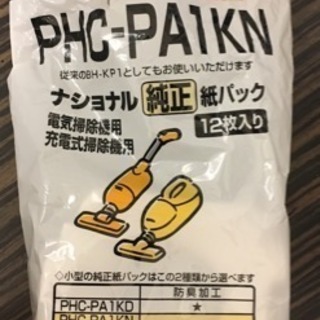 PHC-PA1KN
従来のBH-KP1としてもお使いいただけます
ナショナル 純正 紙パック
電気掃除機用
充電式掃除機用
12枚入り
◇小型の純正紙パックはこの2種類から選べます
防臭加工
PHC-PA1KD ★
PHC-PA1KN